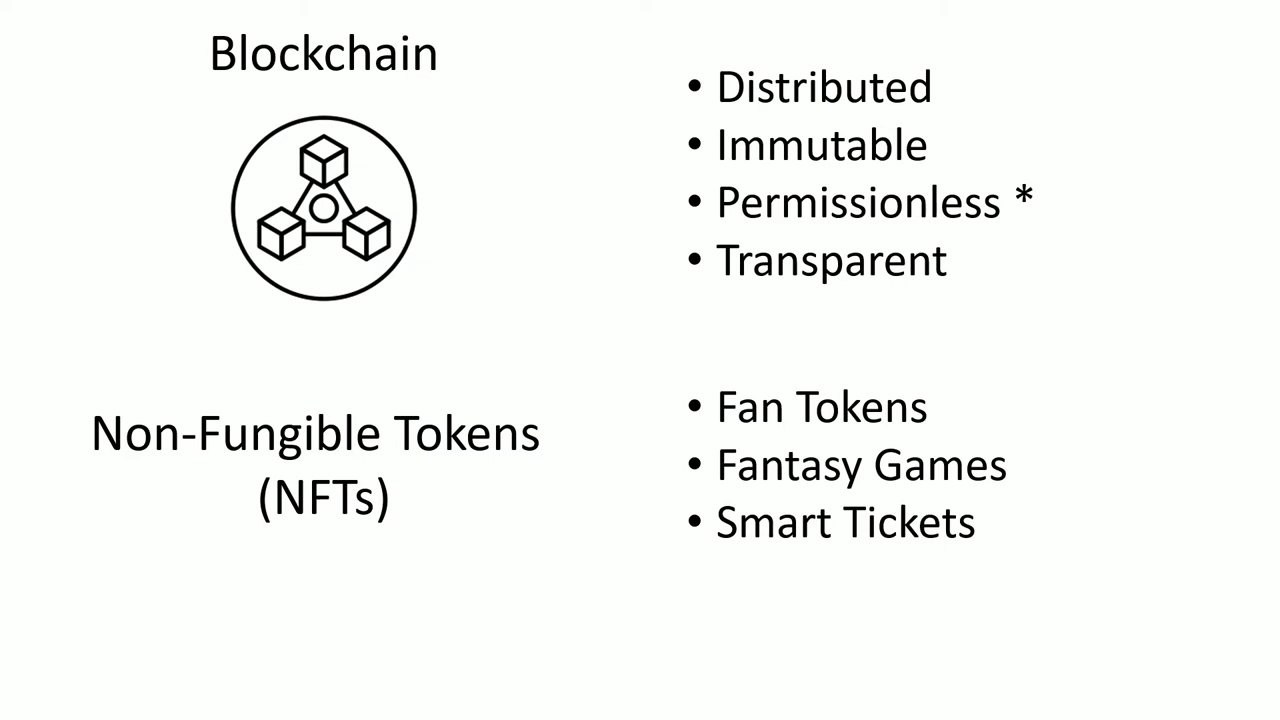 Blockchain
• Distributed
• Immutable
• Permissionless *
• Transparent
Non-Fungible Tokens
(NFTs)
• Fan Tokens
• Fantasy Games
• Smart Tickets